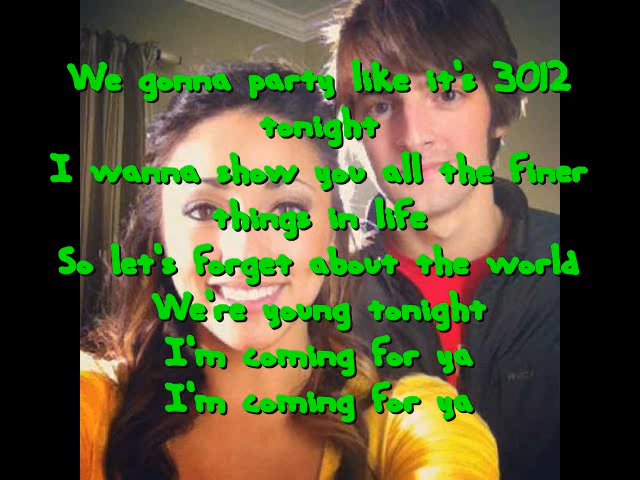 We gonna party like it's 3012
tonight
I wanna show you all the finer
things in life
So let's forget about the world
We're young tonight
I'm coming for ya
I'm coming for ya